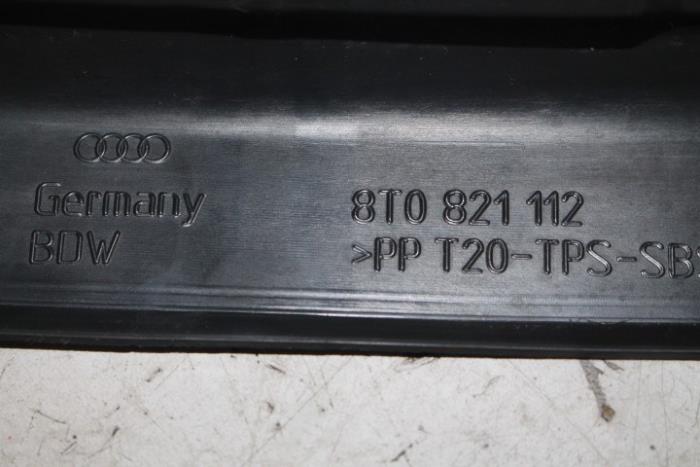 Germany
BDW
8T0 821 112
>PP T20-TPS-SB